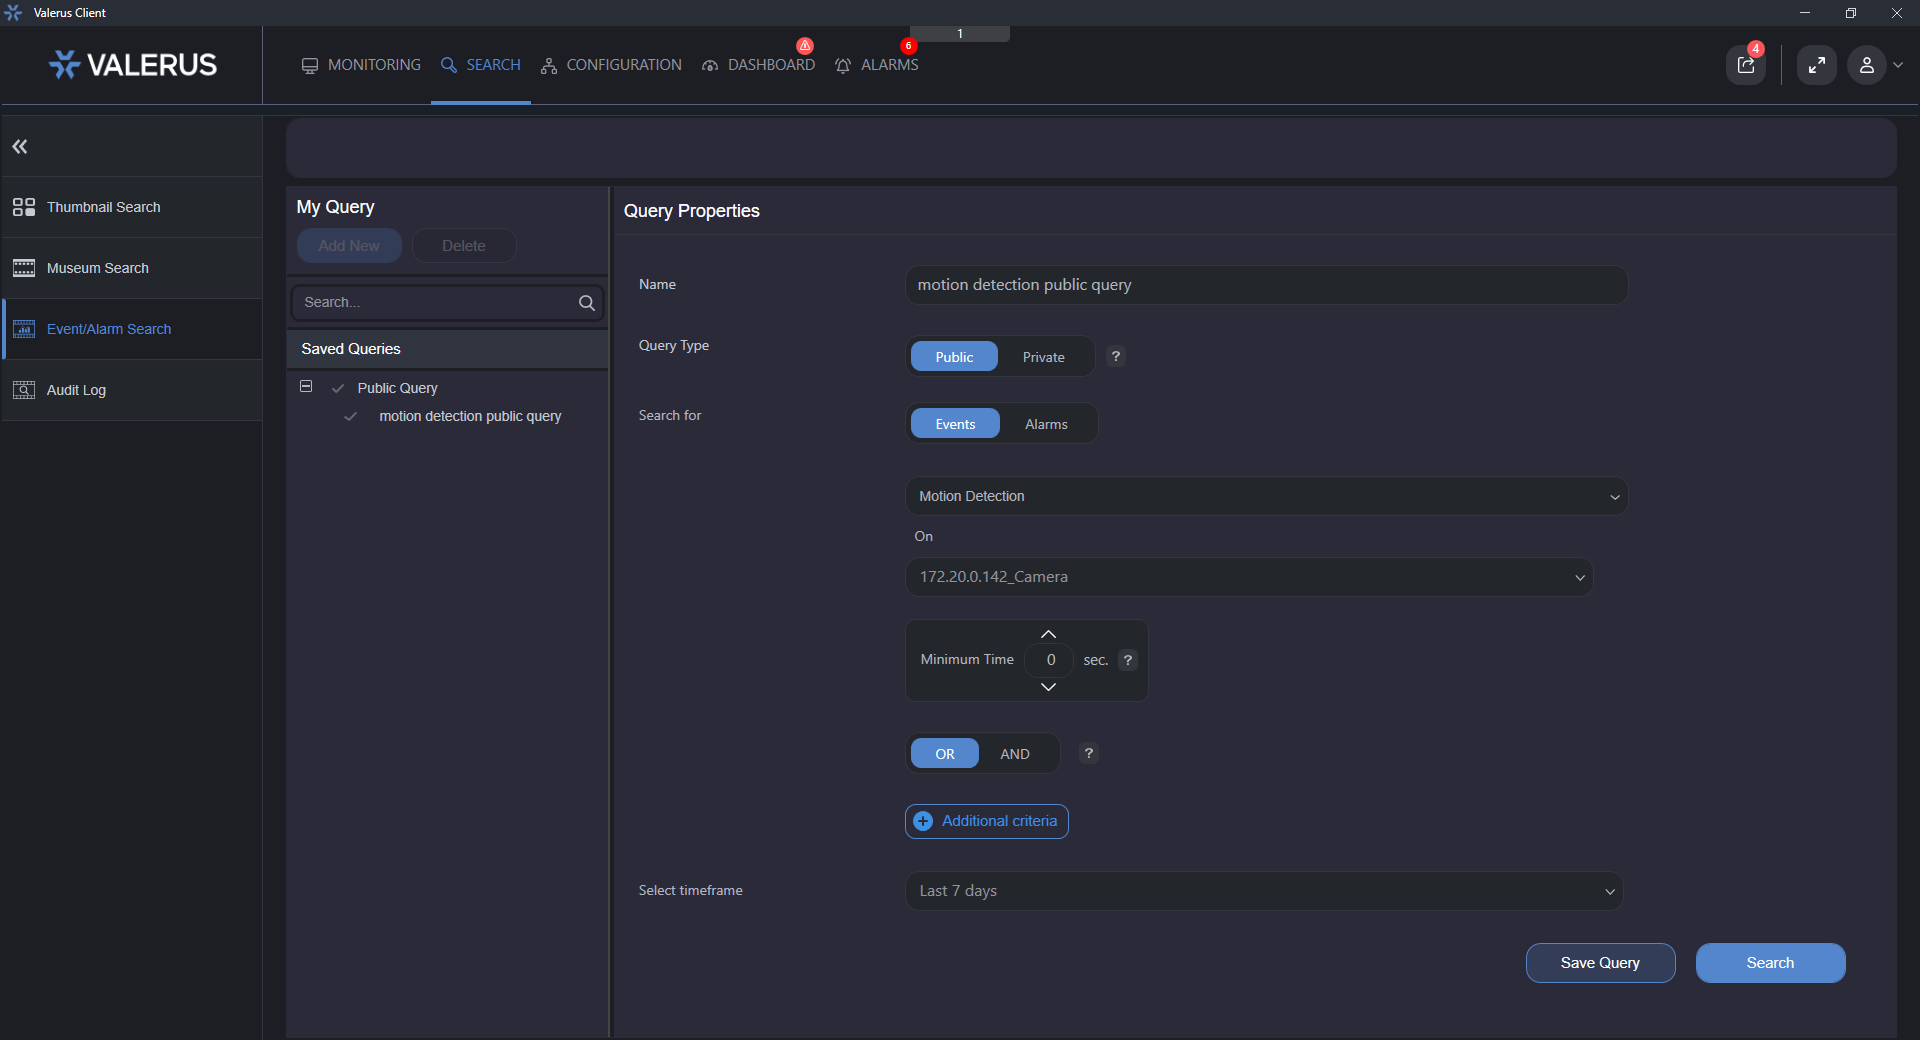 Valerus Client
1
VALERUS
MONITORING
SEARCH
CONFIGURATION
DASHBOARD
6
ALARMS
4
Thumbnail Search
Museum Search
Event/Alarm Search
Audit Log
My Query
Add New
Delete
Search...
Saved Queries
Public Query
motion detection public query
Query Properties
Name
motion detection public query
Query Type
Public
Private
?
Search for
Events
Alarms
Motion Detection
On
172.20.0.142_Camera
Minimum Time
0
sec.
?
OR
AND
?
Additional criteria
Select timeframe
Last 7 days
Save Query
Search